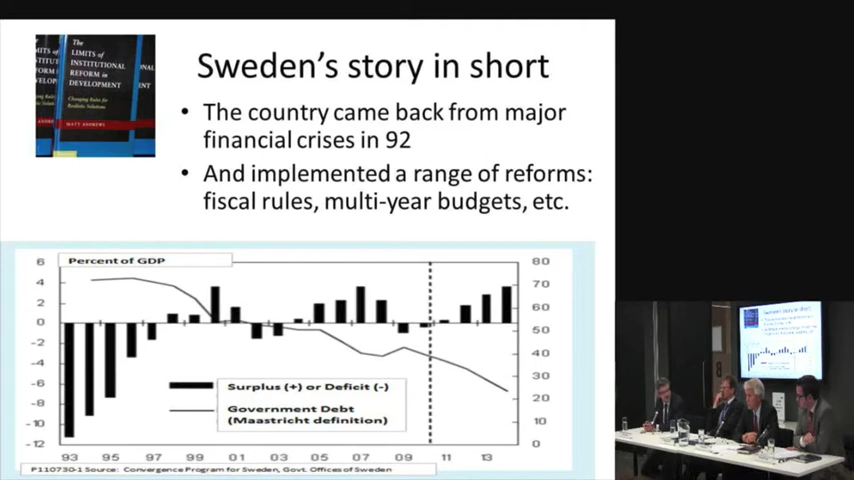 The
LIMITS of
INSTITUTIONAL
REFORM in
DEVELOPMENT
Changing Rules for
Realistic Solutions
MATT ANDREWS
Sweden's story in short
• The country came back from major
financial crises in 92
• And implemented a range of reforms:
fiscal rules, multi-year budgets, etc.
Percent of GDP
6 80
4 70
2 60
0 50
-2 40
-4 30
-6 20
-8 10
-10 0
-12
Surplus (+) or Deficit (-)
Government Debt
(Maastricht definition)
93 95 97 99 01 03 05 07 09 11 13
P110730-1 Source: Convergence Program for Sweden, Govt. Offices of Sweden
Sweden's story in short